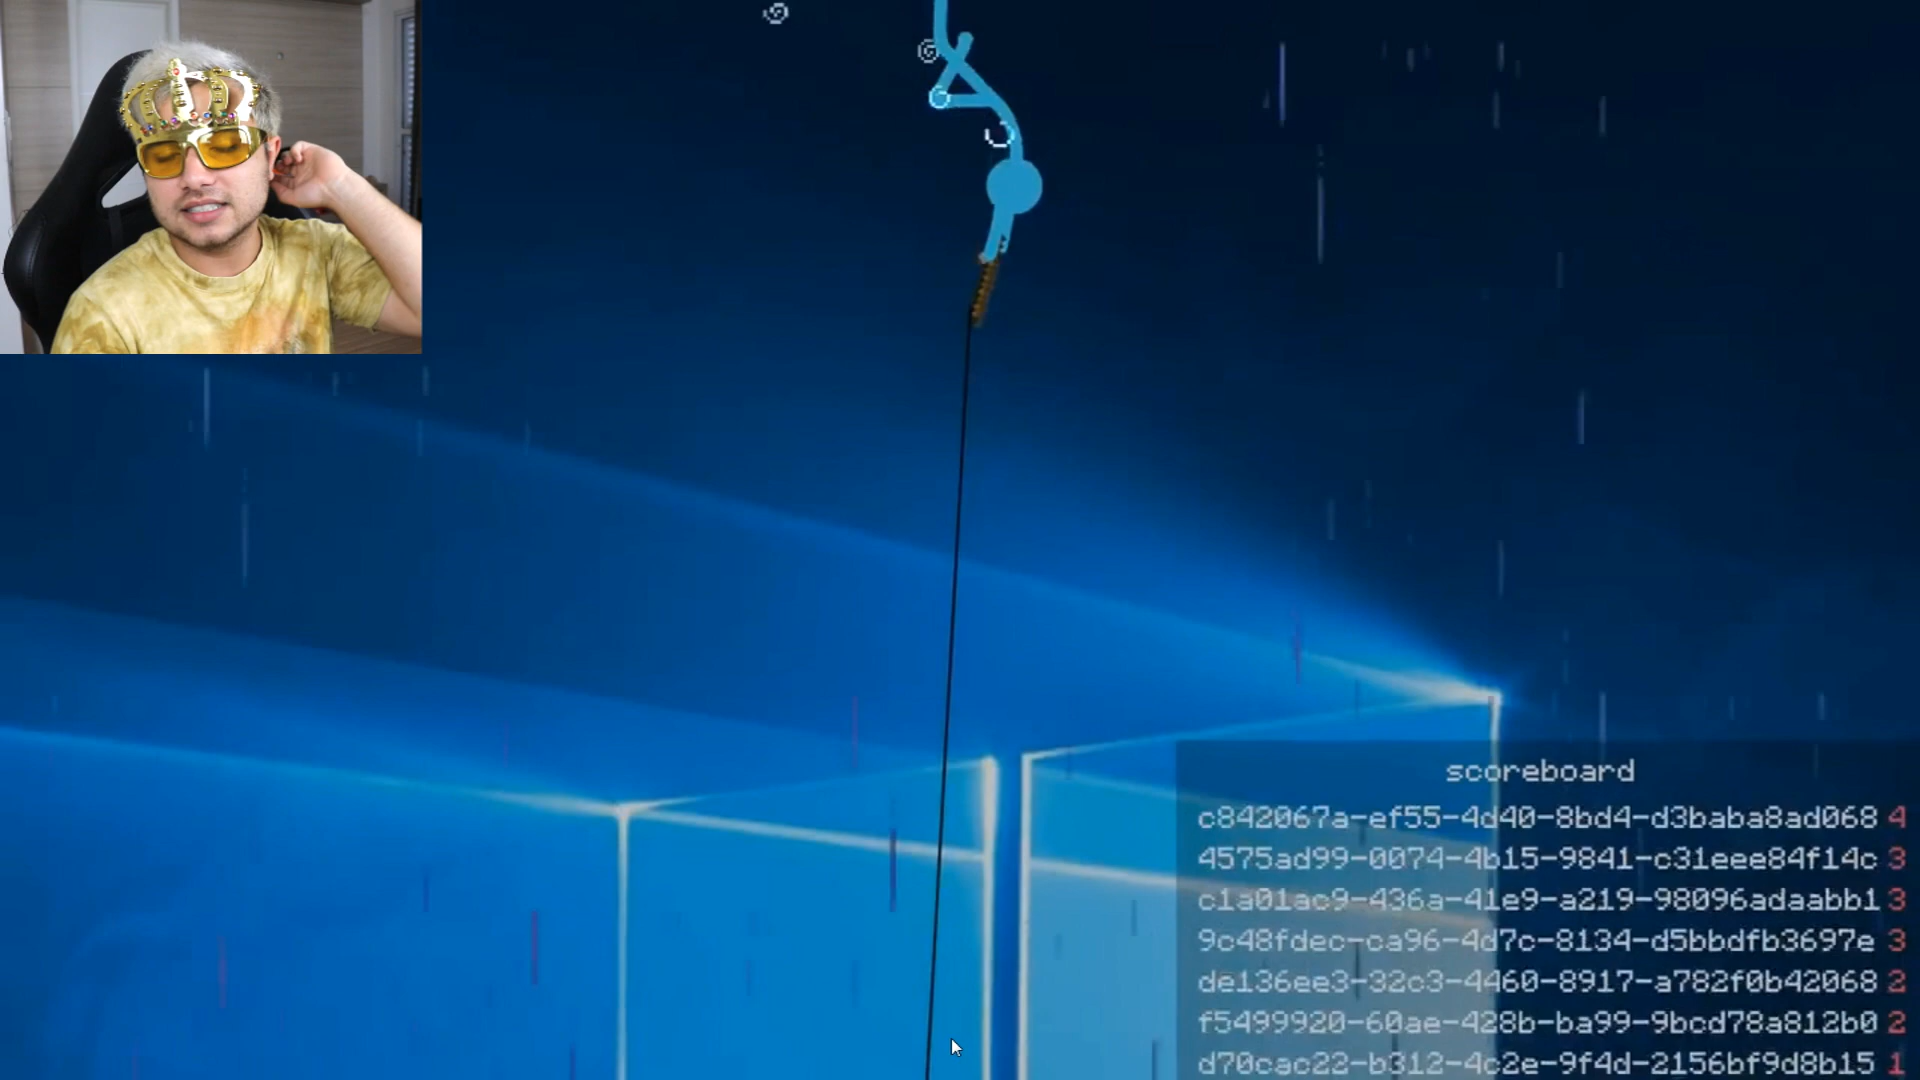 scoreboard
c842067a-ef55-4d40-8bd4-d3baba8ad068 4
4575ad99-0074-4b15-9841-c31eee84f14c 3
c1a01ac9-436a-41e9-a219-98096adaabb1 3
9c48fdec-ca96-4d7c-8134-d5bbdfb3697e 3
de136ee3-32c3-4460-8917-a782f0b42068 2
f5499920-60ae-428b-ba99-9bcd78a812b0 2
d70cac22-b312-4c2e-9f4d-2156bf9d8b15 1